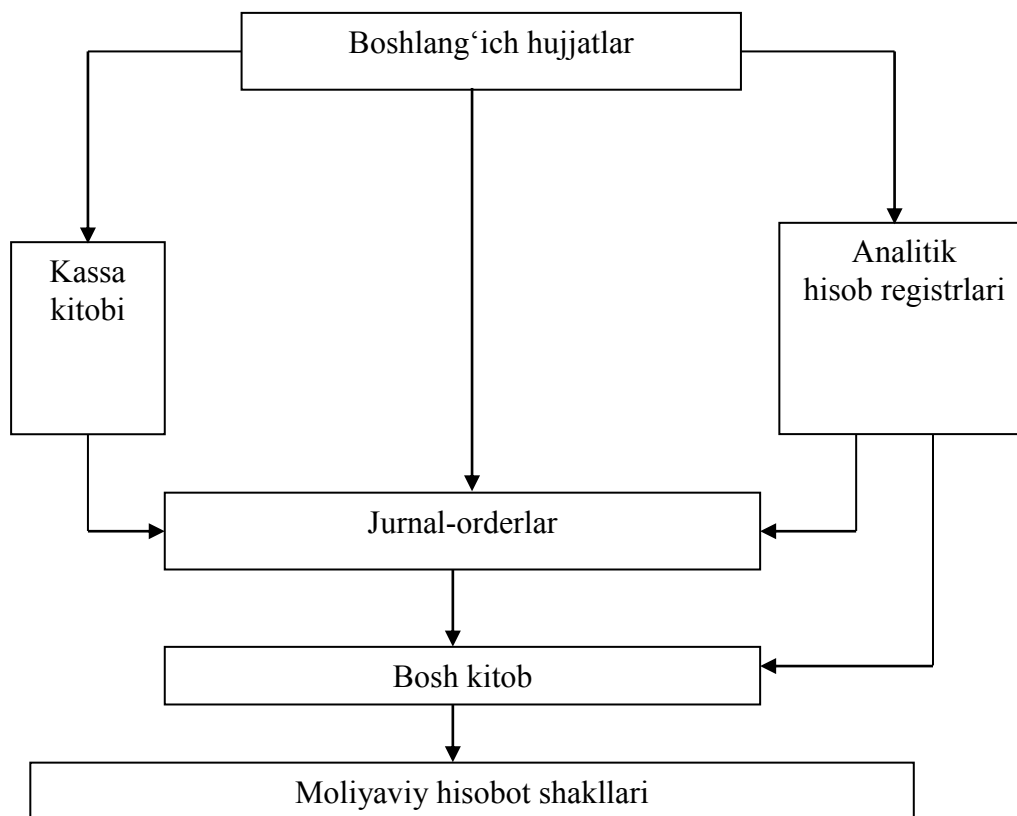 Boshlang‘ich hujjatlar
Kassa
kitobi
Analitik
hisob registrlari
Jurnal-orderlar
Bosh kitob
Moliyaviy hisobot shakllari